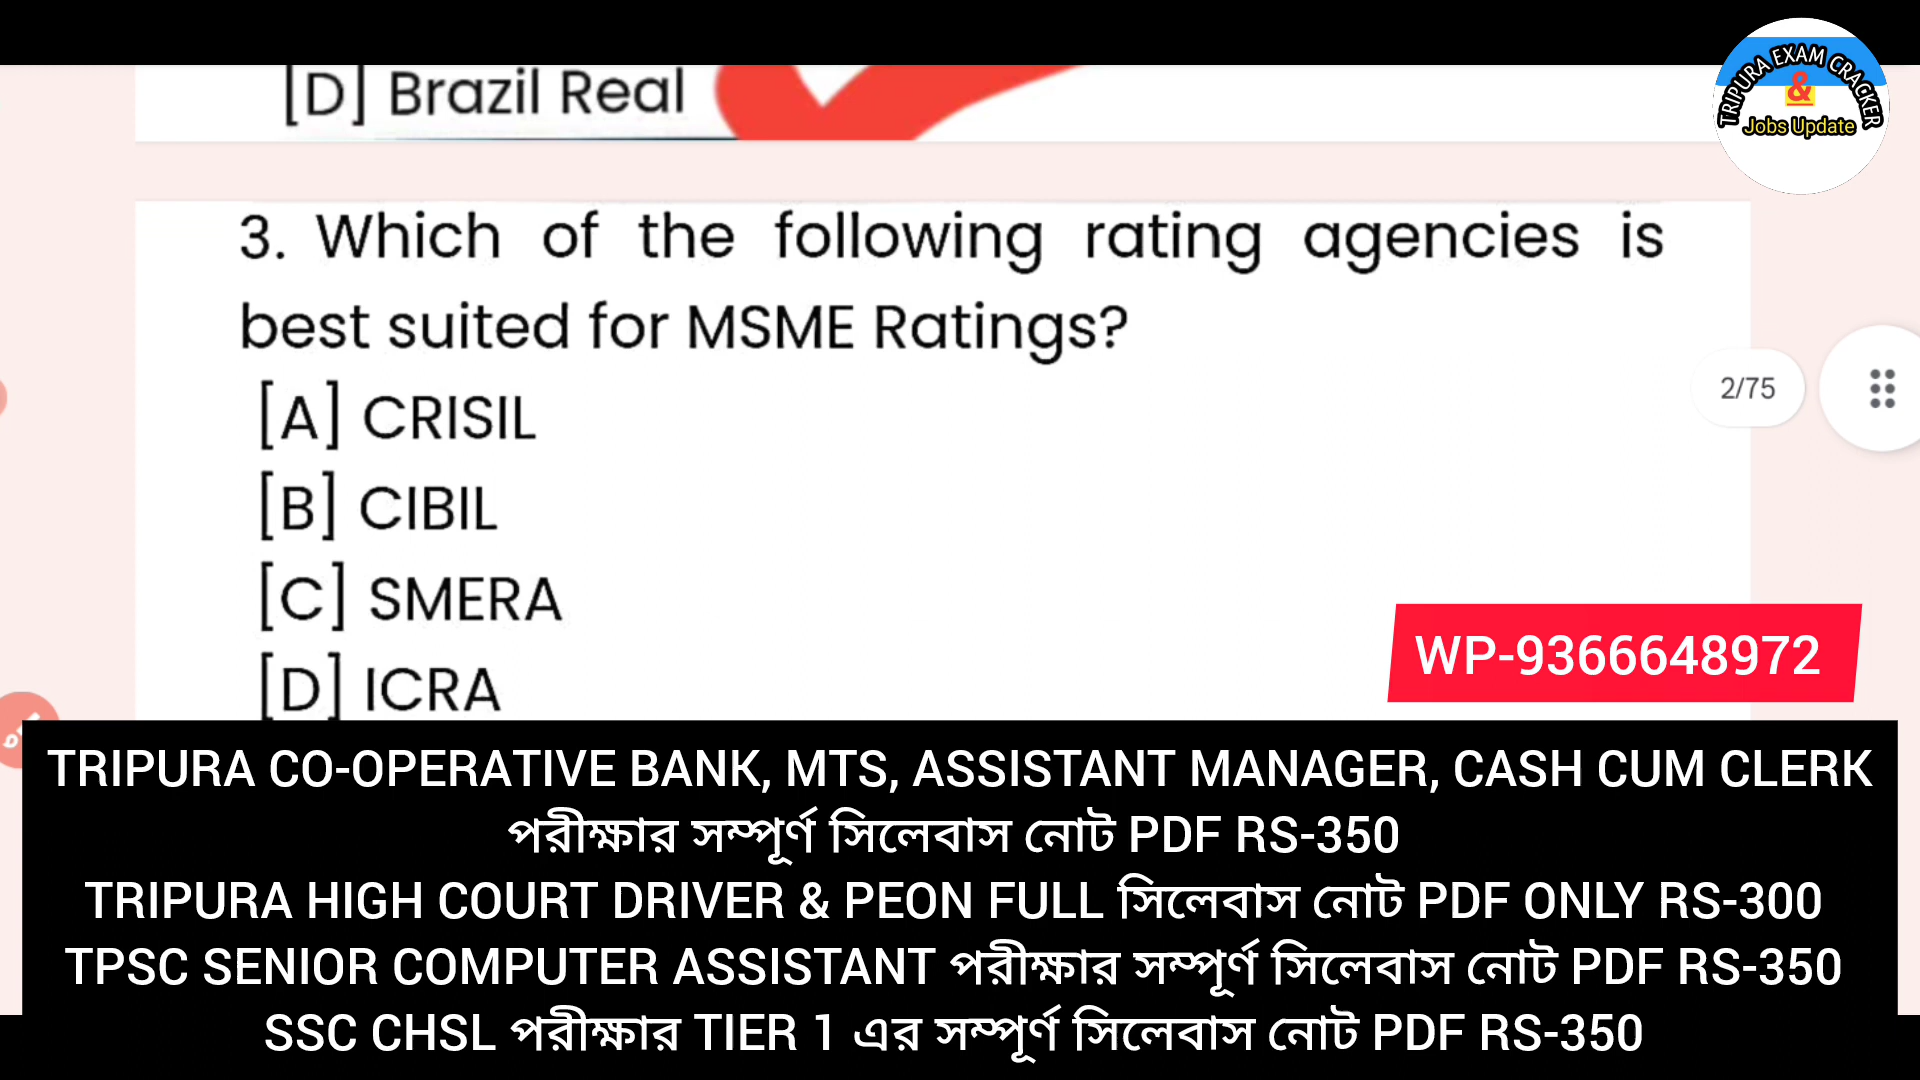 [D] Brazil Real
TRIPURA EXAM CRACKER
&
Jobs Update
3. Which of the following rating agencies is
best suited for MSME Ratings?
[A] CRISIL
[B] CIBIL
[C] SMERA
[D] ICRA
2/75
WP-9366648972
TRIPURA CO-OPERATIVE BANK, MTS, ASSISTANT MANAGER, CASH CUM CLERK
পরীক্ষার সম্পূর্ণ সিলেবাস নোট PDF RS-350
TRIPURA HIGH COURT DRIVER & PEON FULL সিলেবাস নোট PDF ONLY RS-300
TPSC SENIOR COMPUTER ASSISTANT পরীক্ষার সম্পূর্ণ সিলেবাস নোট PDF RS-350
SSC CHSL পরীক্ষার TIER 1 এর সম্পূর্ণ সিলেবাস নোট PDF RS-350